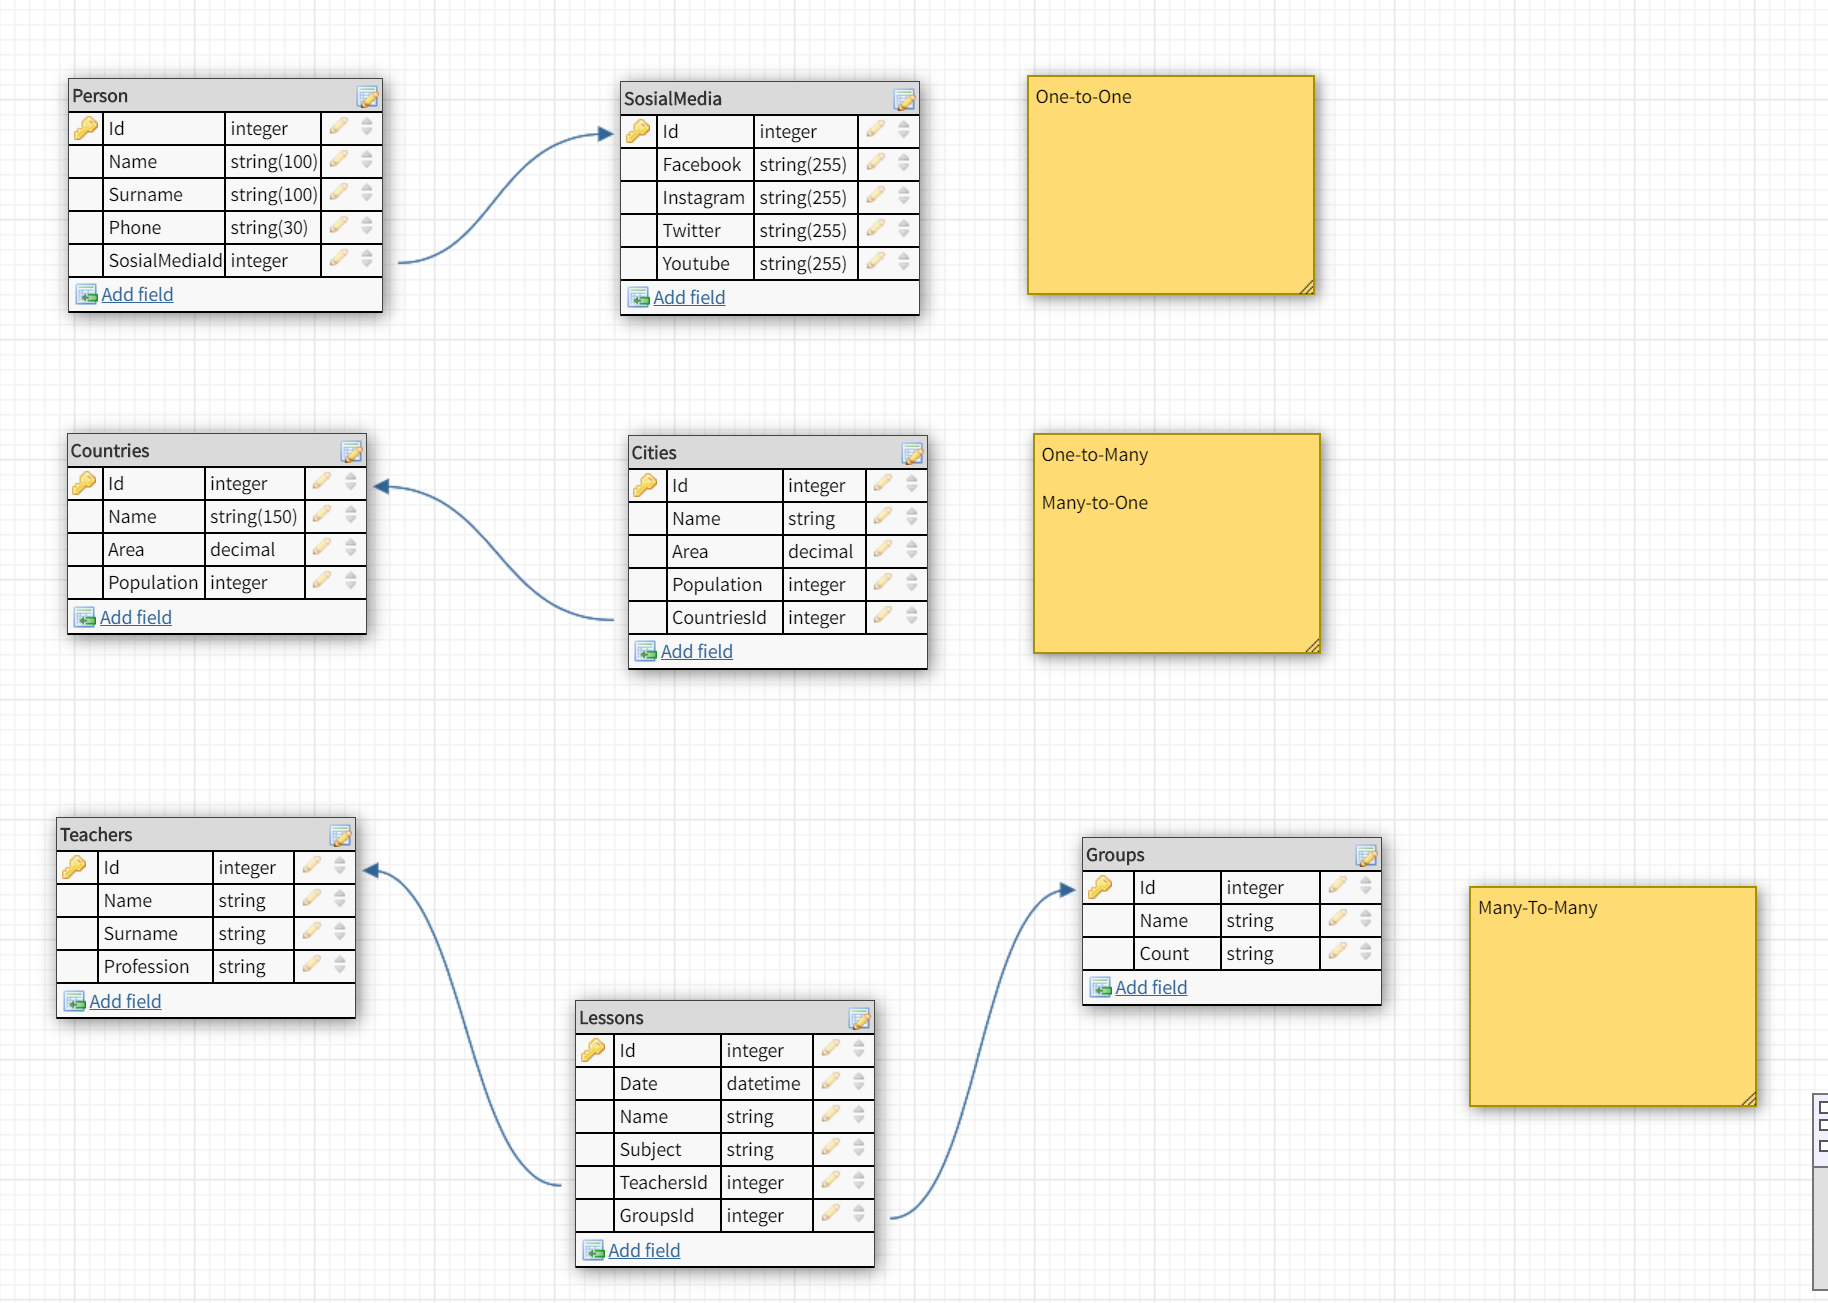 Person
Id integer
Name string(100)
Surname string(100)
Phone string(30)
SosialMediaId integer
Add field
SosialMedia
Id integer
Facebook string(255)
Instagram string(255)
Twitter string(255)
Youtube string(255)
Add field
One-to-One
Countries
Id integer
Name string(150)
Area decimal
Population integer
Add field
Cities
Id integer
Name string
Area decimal
Population integer
CountriesId integer
Add field
One-to-Many
Many-to-One
Teachers
Id integer
Name string
Surname string
Profession string
Add field
Lessons
Id integer
Date datetime
Name string
Subject string
TeachersId integer
GroupsId integer
Add field
Groups
Id integer
Name string
Count string
Add field
Many-To-Many